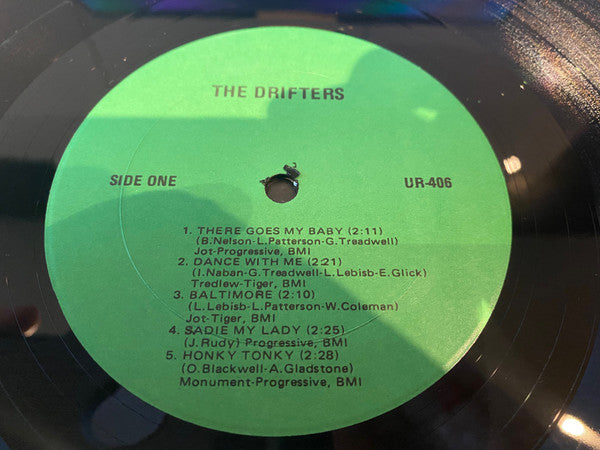 THE DRIFTERS
SIDE ONE
UR-406
1. THERE GOES MY BABY (2:11)
(B.Nelson-L.Patterson-G.Treadwell)
Jot-Progressive, BMI
2. DANCE WITH ME (2:21)
(I.Naban-G.Treadwell-L.Lebisb-E.Glick)
Tredlew-Tiger, BMI
3. BALTIMORE (2:10)
(L.Lebisb-L.Patterson-W.Coleman)
Jot-Tiger, BMI
4. SADIE MY LADY (2:25)
(J.Rudy) Progressive, BMI
5. HONKY TONKY (2:28)
(O.Blackwell-A.Gladstone)
Monument-Progressive, BMI